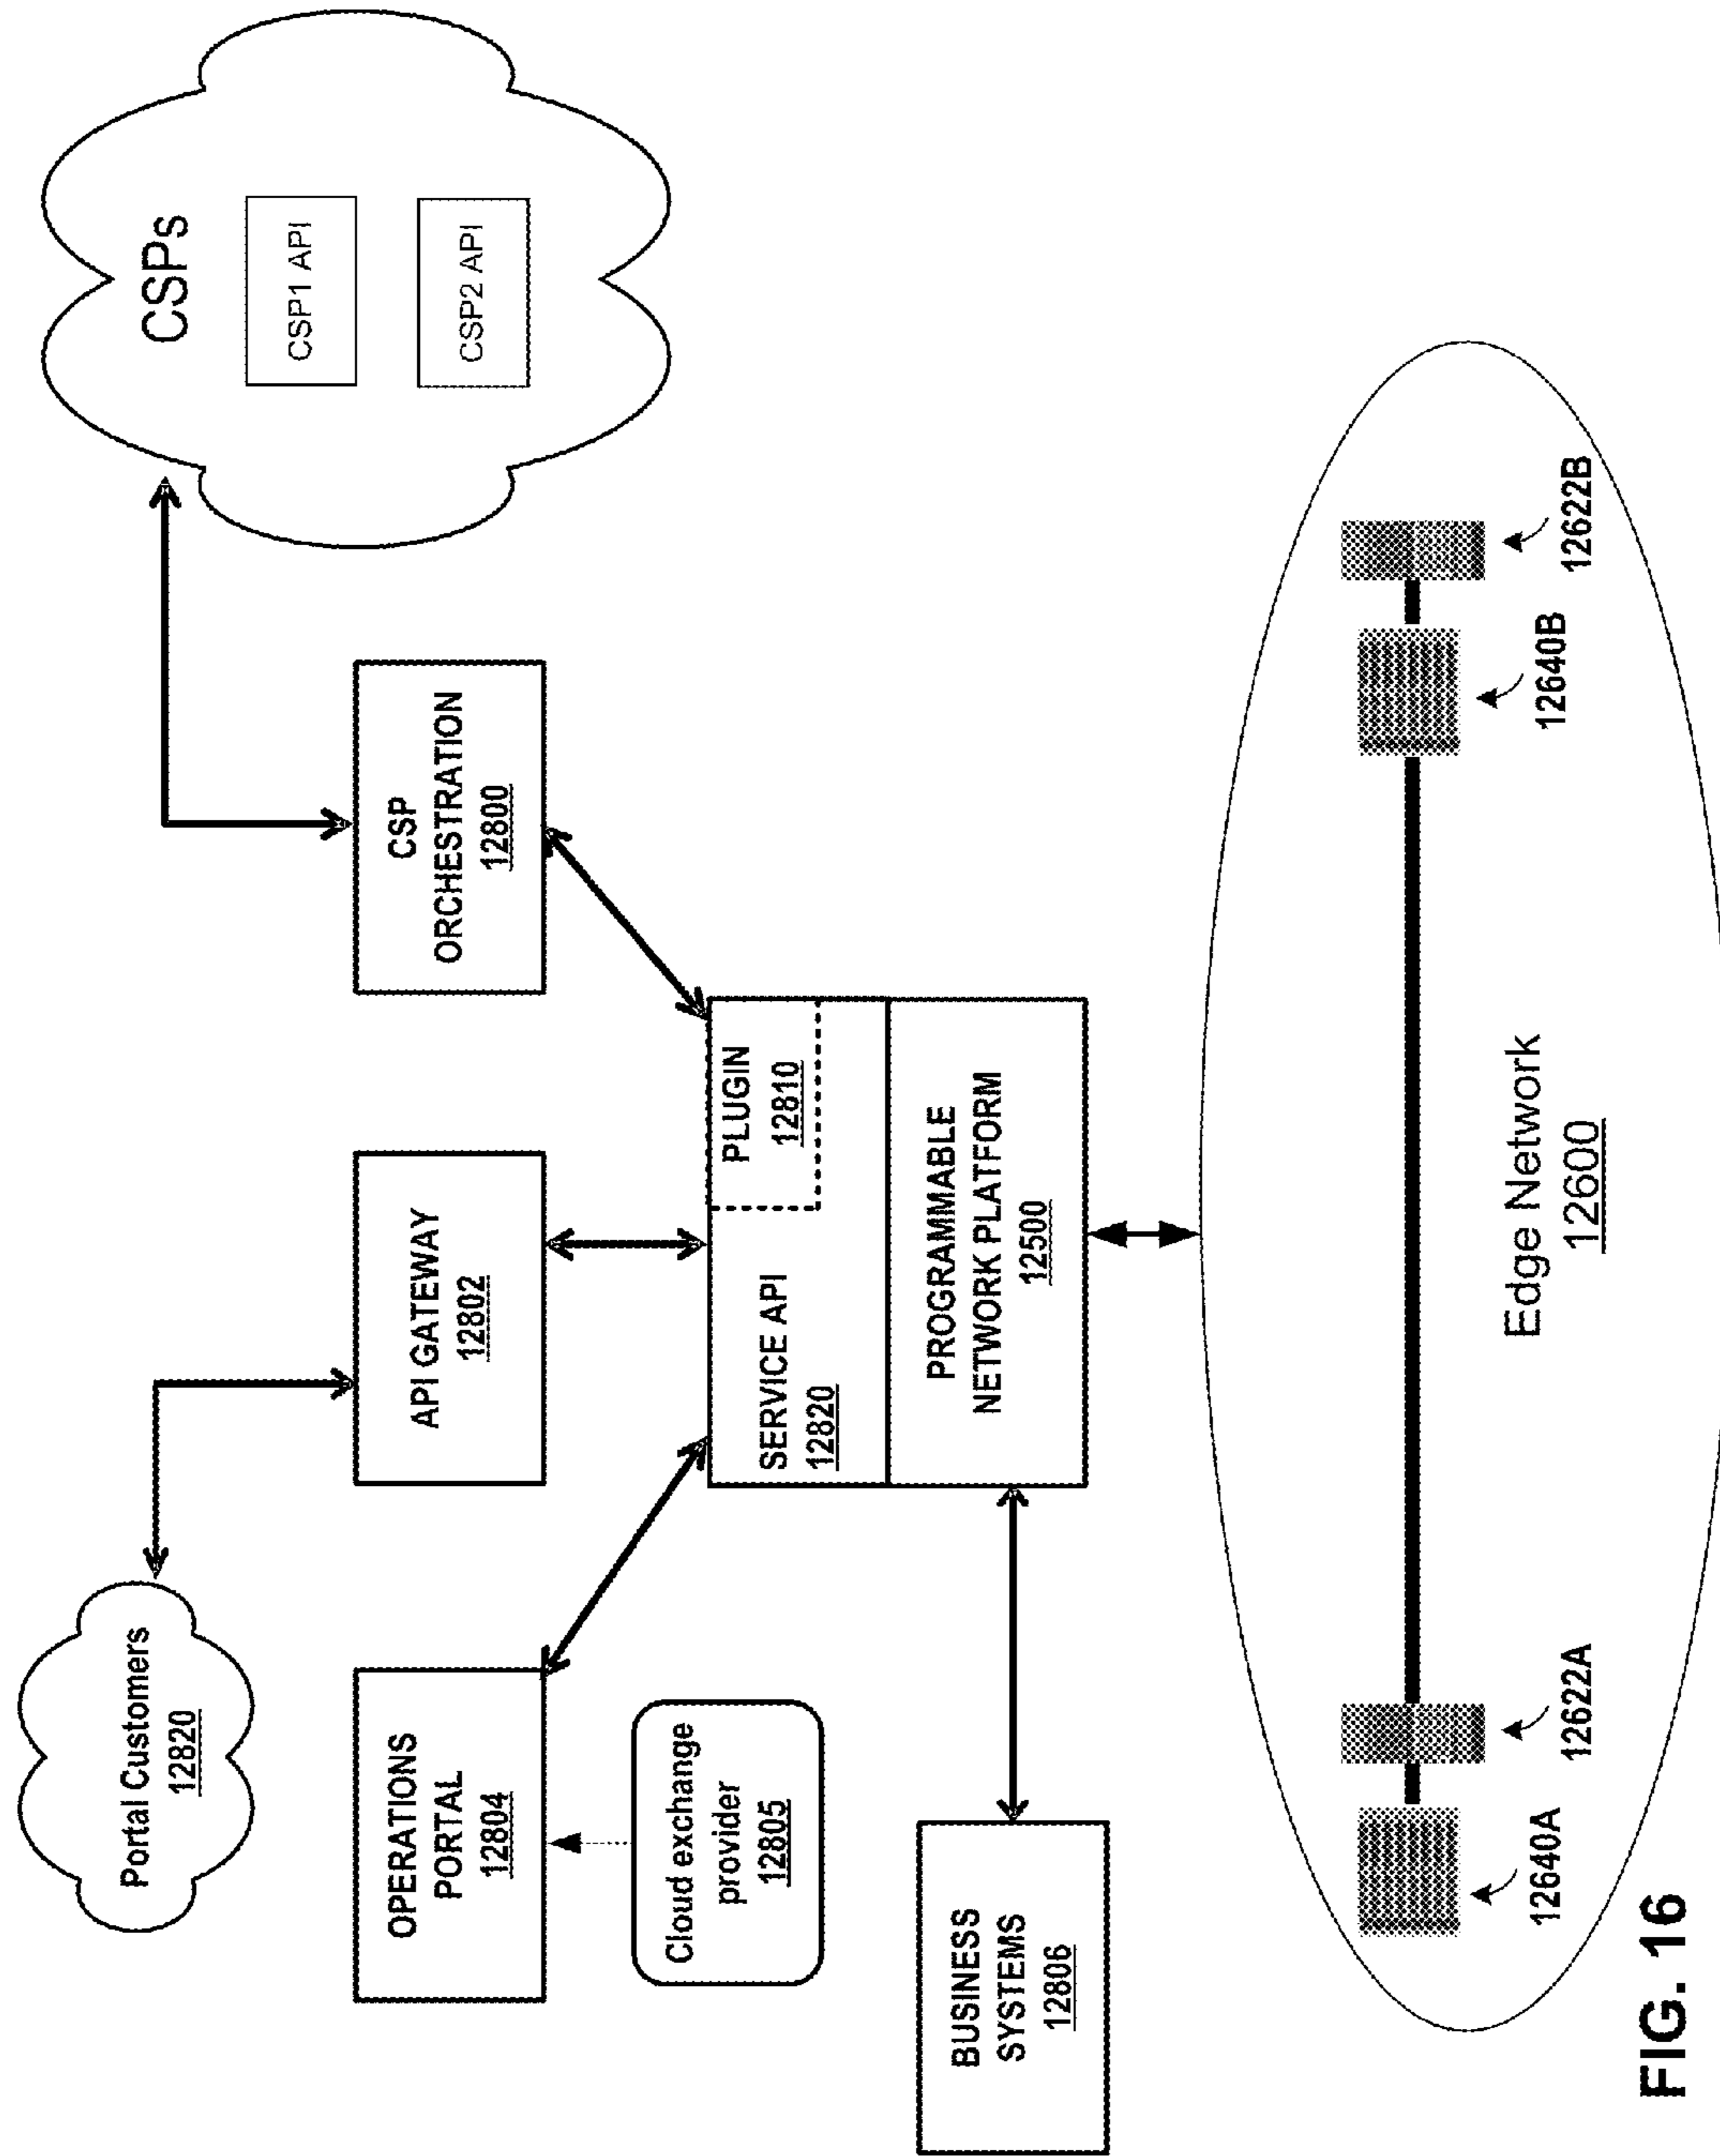 Portal Customers
12820
CSPs
CSP1 API
CSP2 API
OPERATIONS
PORTAL
12804
API GATEWAY
12802
CSP
ORCHESTRATION
12800
Cloud exchange
provider
12805
SERVICE API
12820
PLUGIN
12810
PROGRAMMABLE
NETWORK PLATFORM
12500
BUSINESS
SYSTEMS
12806
12640A
12622A
12640B
12622B
Edge Network
12600
FIG. 16